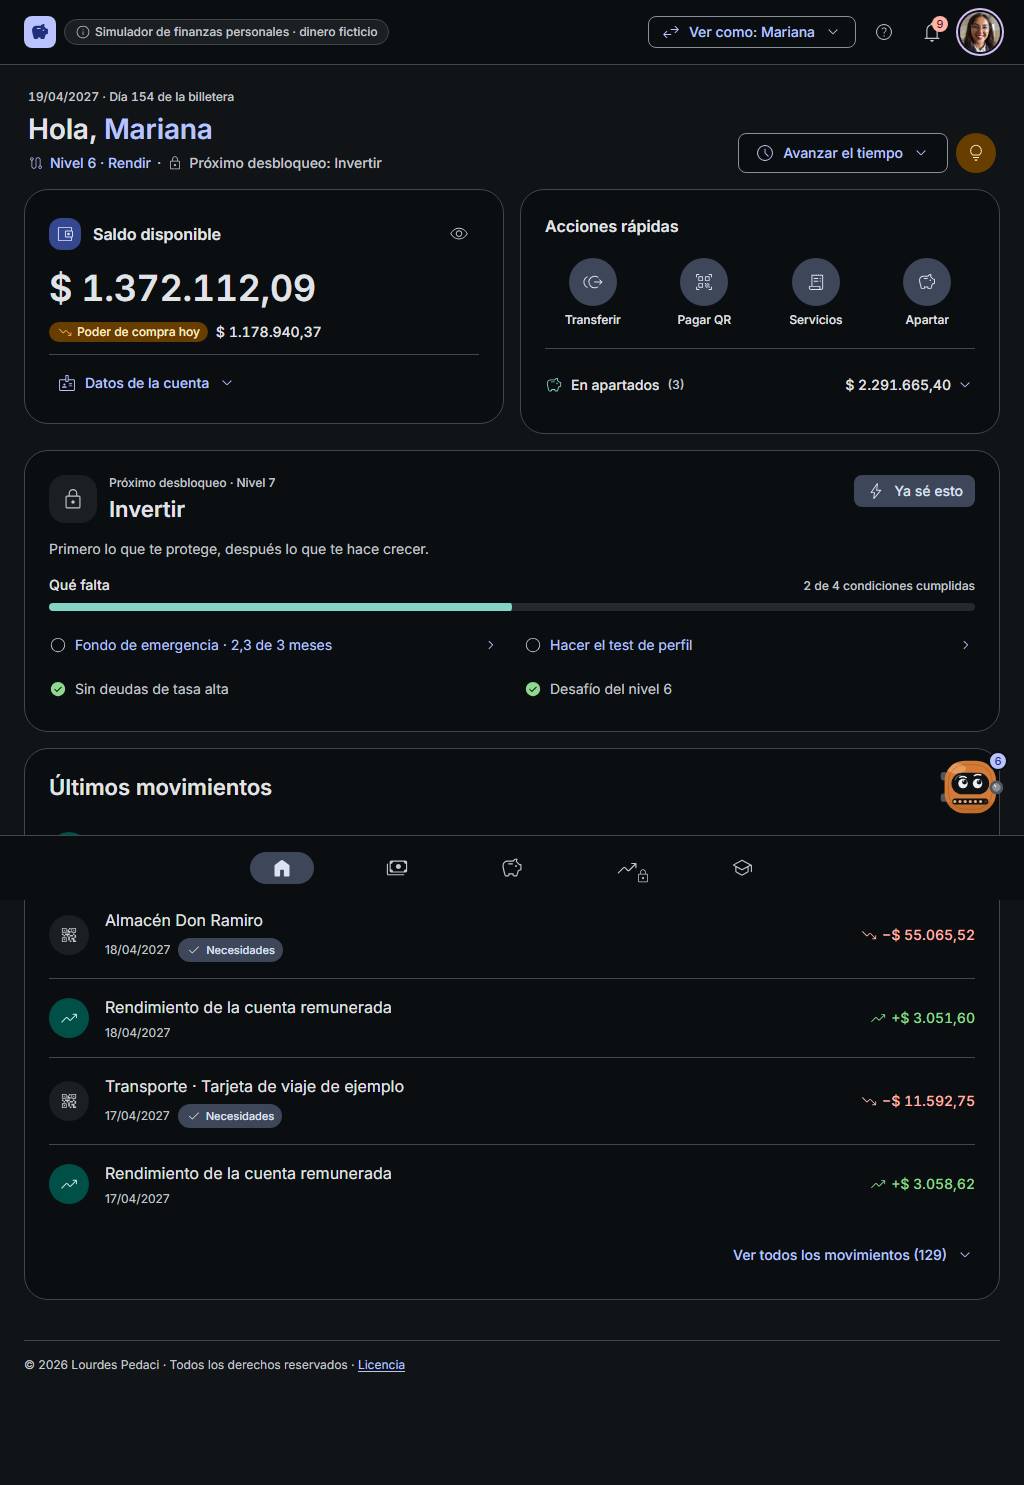 Simulador de finanzas personales · dinero ficticio
Ver como: Mariana
9
19/04/2027 · Día 154 de la billetera
Hola, Mariana
Nivel 6 · Rendir · Próximo desbloqueo: Invertir
Avanzar el tiempo
Saldo disponible
$ 1.372.112,09
Poder de compra hoy $ 1.178.940,37
Datos de la cuenta
Acciones rápidas
Transferir
Pagar QR
Servicios
Apartar
En apartados (3) $ 2.291.665,40
Próximo desbloqueo · Nivel 7
Invertir
Ya sé esto
Primero lo que te protege, después lo que te hace crecer.
Qué falta
2 de 4 condiciones cumplidas
Fondo de emergencia · 2,3 de 3 meses
Hacer el test de perfil
Sin deudas de tasa alta
Desafío del nivel 6
Últimos movimientos
6
Almacén Don Ramiro
18/04/2027 Necesidades
−$ 55.065,52
Rendimiento de la cuenta remunerada
18/04/2027
+$ 3.051,60
Transporte · Tarjeta de viaje de ejemplo
17/04/2027 Necesidades
−$ 11.592,75
Rendimiento de la cuenta remunerada
17/04/2027
+$ 3.058,62
Ver todos los movimientos (129)
© 2026 Lourdes Pedaci · Todos los derechos reservados · Licencia